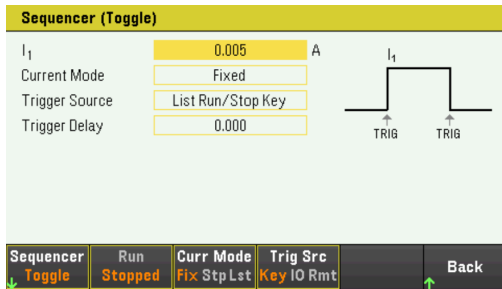 Sequencer (Toggle)
I1 0.005 A
Current Mode Fixed
Trigger Source List Run/Stop Key
Trigger Delay 0.000
I1
TRIG TRIG
Sequencer Run Curr Mode Trig Src
Toggle Stopped Fix Stp Lst Key IO Rmt Back